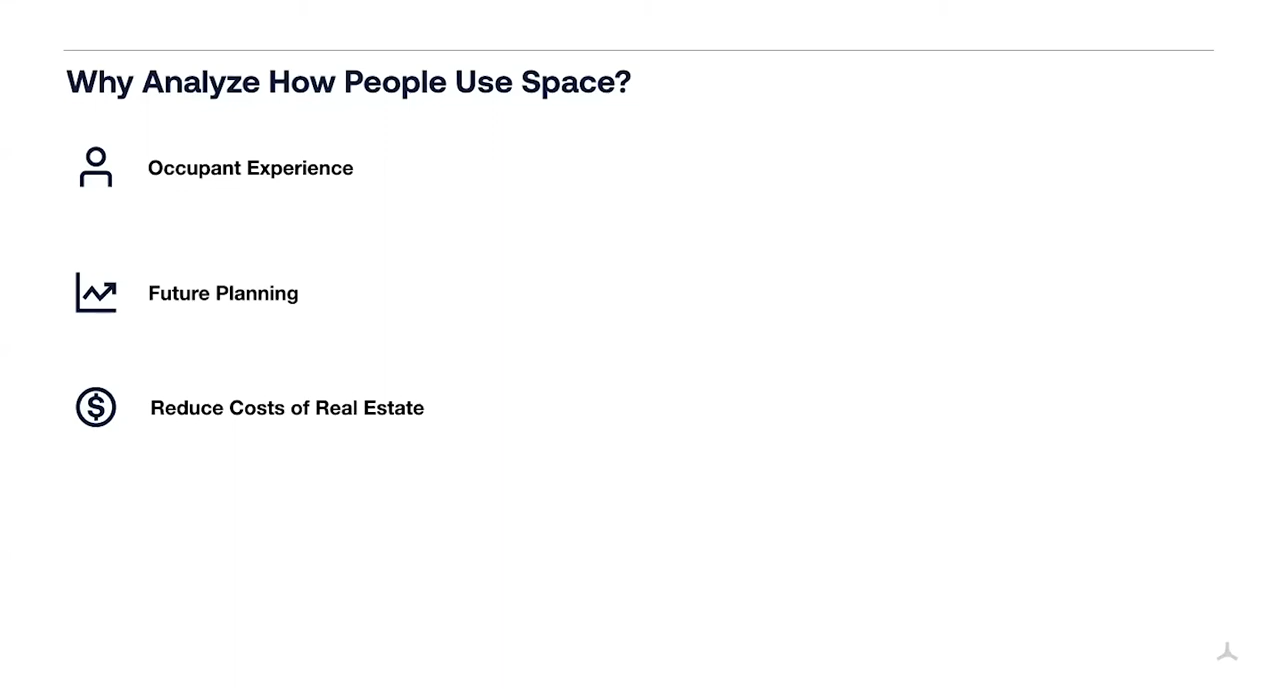 Why Analyze How People Use Space?
Occupant Experience
Future Planning
Reduce Costs of Real Estate